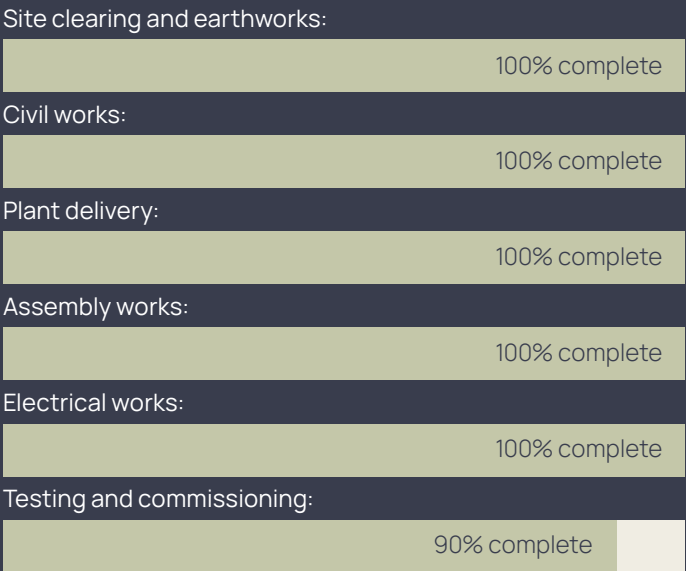 Site clearing and earthworks:
100% complete
Civil works:
100% complete
Plant delivery:
100% complete
Assembly works:
100% complete
Electrical works:
100% complete
Testing and commissioning:
90% complete